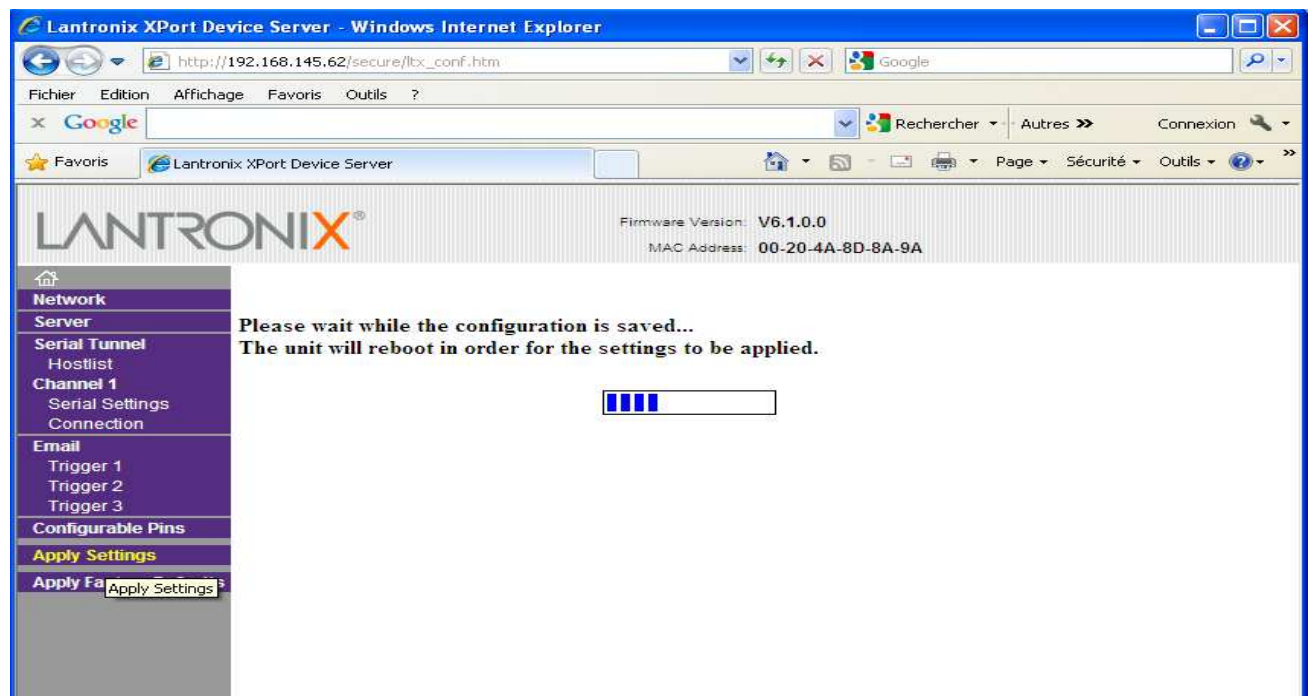 Lantronix XPort Device Server - Windows Internet Explorer
http://192.168.145.62/secure/ltx_conf.htm
Google
Fichier Edition Affichage Favoris Outils ?
x Google
Rechercher Autres >> Connexion
Favoris
Lantronix XPort Device Server
Page Sécurité Outils ? >>
LANTRONIX®
Firmware Version: V6.1.0.0
MAC Address: 00-20-4A-8D-8A-9A
Network
Server
Serial Tunnel
Hostlist
Channel 1
Serial Settings
Connection
Email
Trigger 1
Trigger 2
Trigger 3
Configurable Pins
Apply Settings
Apply
Apply Settings
Please wait while the configuration is saved...
The unit will reboot in order for the settings to be applied.